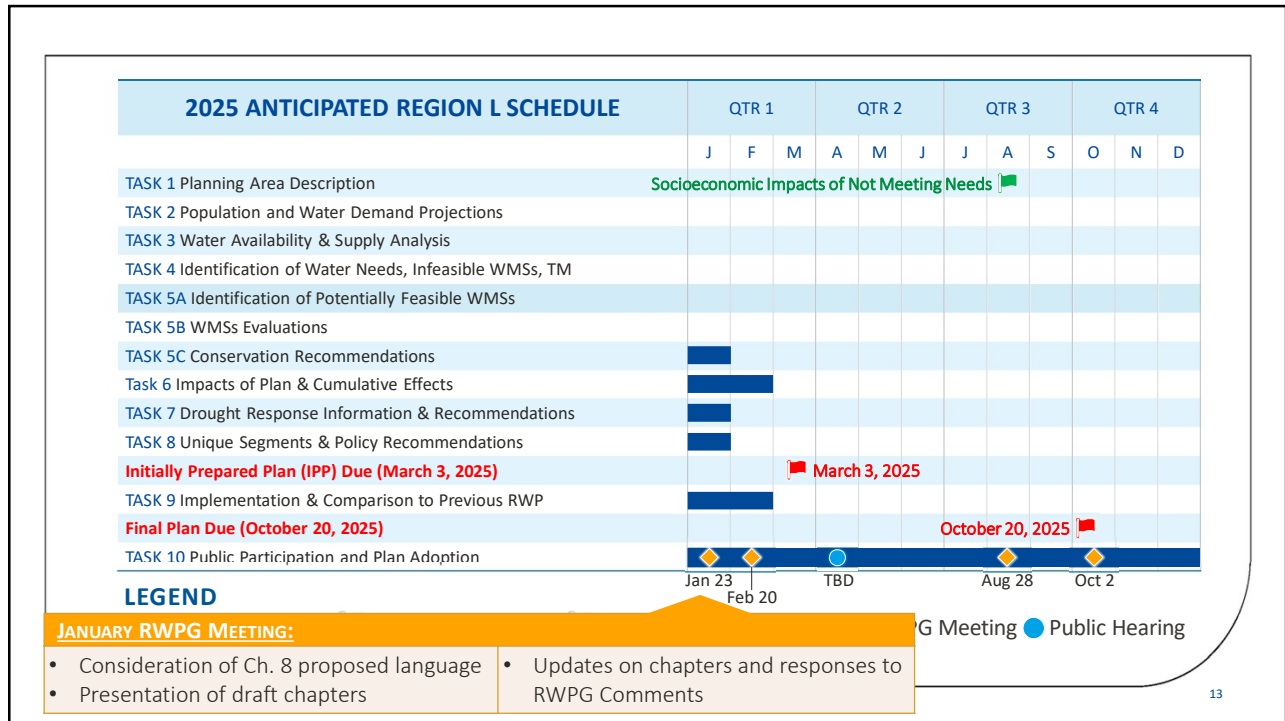 2025 ANTICIPATED REGION L SCHEDULE
QTR 1 QTR 2 QTR 3 QTR 4
J F M A M J J A S O N D
TASK 1 Planning Area Description
Socioeconomic Impacts of Not Meeting Needs
TASK 2 Population and Water Demand Projections
TASK 3 Water Availability & Supply Analysis
TASK 4 Identification of Water Needs, Infeasible WMSs, TM
TASK 5A Identification of Potentially Feasible WMSs
TASK 5B WMSs Evaluations
TASK 5C Conservation Recommendations
Task 6 Impacts of Plan & Cumulative Effects
TASK 7 Drought Response Information & Recommendations
TASK 8 Unique Segments & Policy Recommendations
Initially Prepared Plan (IPP) Due (March 3, 2025)
March 3, 2025
TASK 9 Implementation & Comparison to Previous RWP
Final Plan Due (October 20, 2025)
October 20, 2025
TASK 10 Public Participation and Plan Adoption
Jan 23 TBD Aug 28 Oct 2
Feb 20
LEGEND
Meeting Public Hearing
JANUARY RWPG MEETING:
• Consideration of Ch. 8 proposed language
• Presentation of draft chapters
• Updates on chapters and responses to
RWPG Comments
13